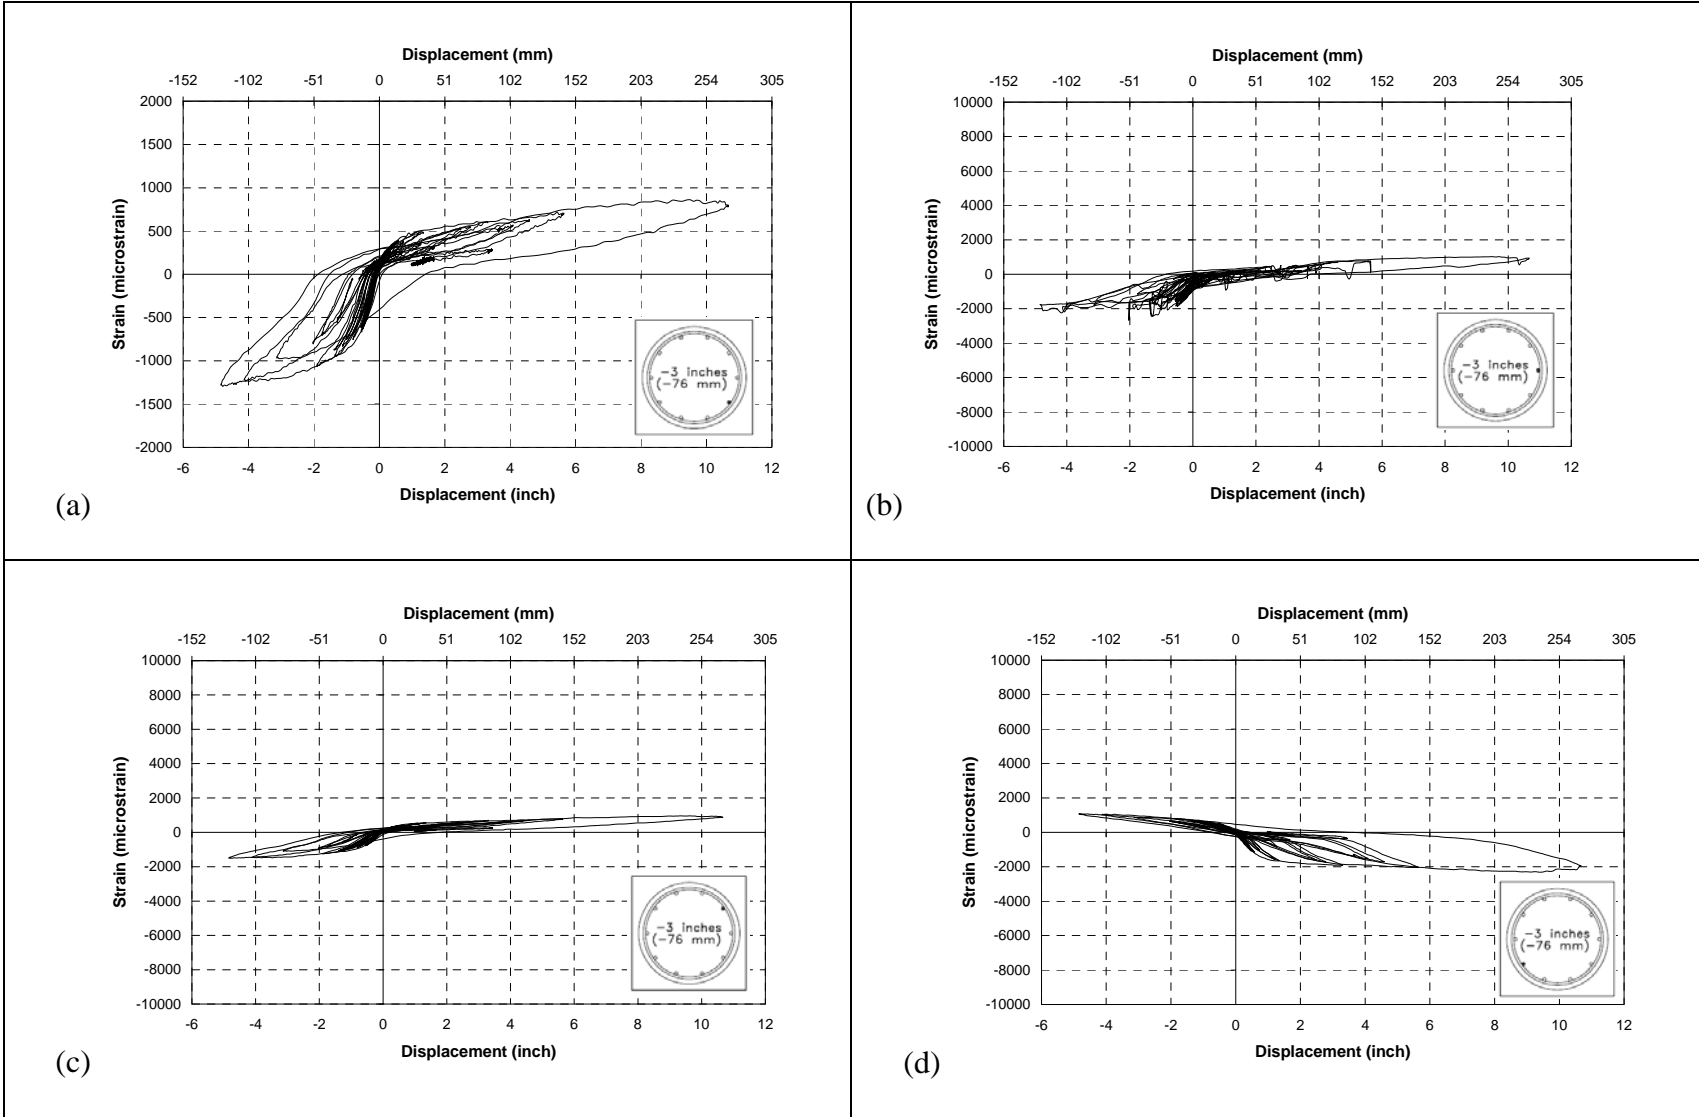 Displacement (mm)
-152 -102 -51 0 51 102 152 203 254 305
2000
1500
1000
500
0
-500
-1000
-1500
-2000
Strain (microstrain)
-3 inches
(-76 mm)
-6 -4 -2 0 2 4 6 8 10 12
Displacement (inch)
(a)
Displacement (mm)
-152 -102 -51 0 51 102 152 203 254 305
10000
8000
6000
4000
2000
0
-2000
-4000
-6000
-8000
-10000
Strain (microstrain)
-3 inches
(-76 mm)
-6 -4 -2 0 2 4 6 8 10 12
Displacement (inch)
(b)
Displacement (mm)
-152 -102 -51 0 51 102 152 203 254 305
10000
8000
6000
4000
2000
0
-2000
-4000
-6000
-8000
-10000
Strain (microstrain)
-3 inches
(-76 mm)
-6 -4 -2 0 2 4 6 8 10 12
Displacement (inch)
(c)
Displacement (mm)
-152 -102 -51 0 51 102 152 203 254 305
10000
8000
6000
4000
2000
0
-2000
-4000
-6000
-8000
-10000
Strain (microstrain)
-3 inches
(-76 mm)
-6 -4 -2 0 2 4 6 8 10 12
Displacement (inch)
(d)